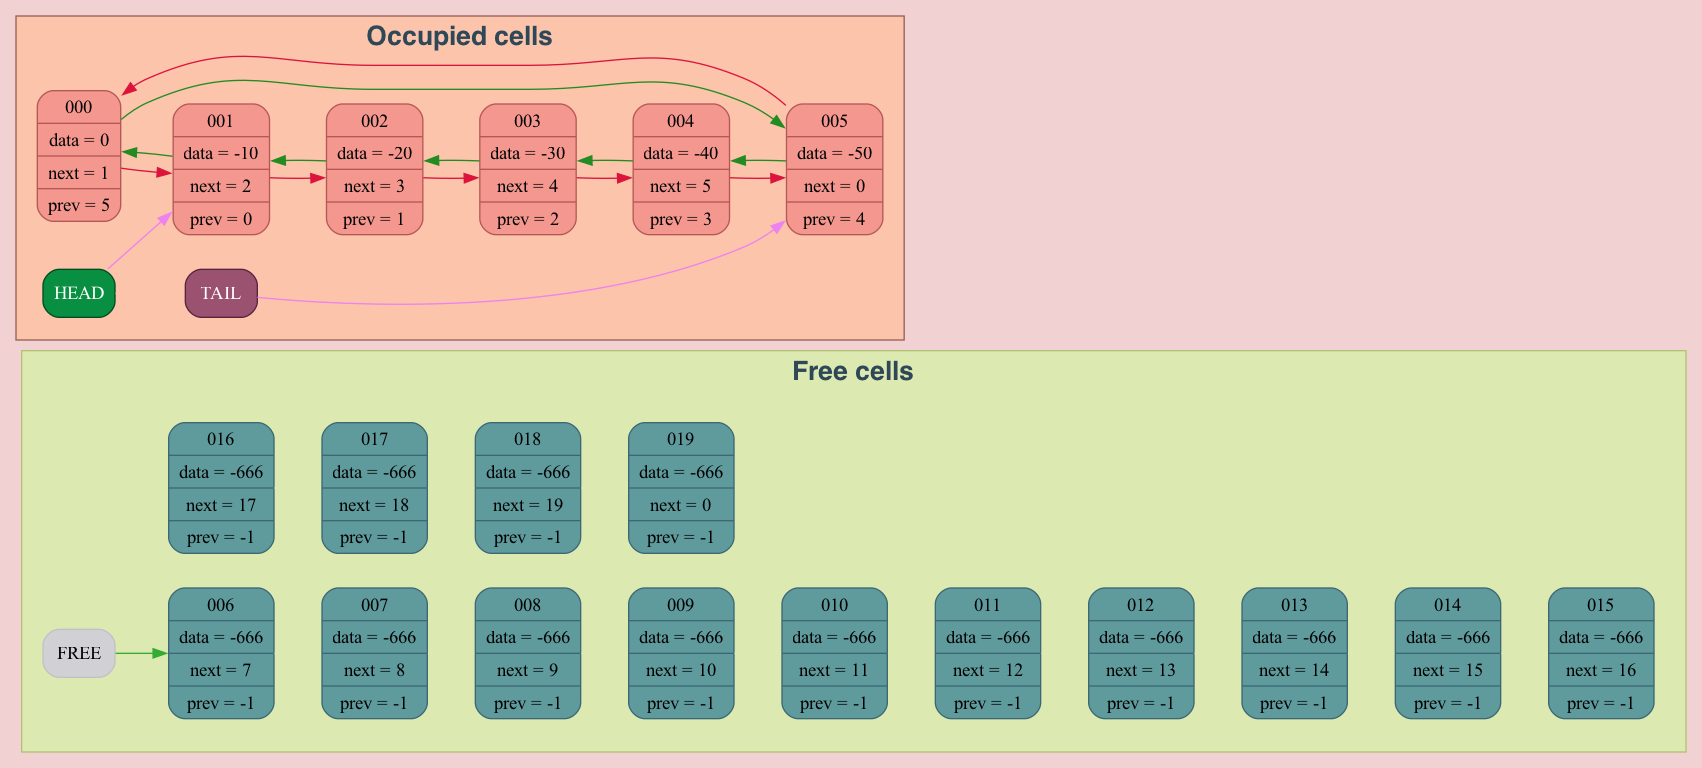 Occupied cells
000
data = 0
next = 1
prev = 5
001
data = -10
next = 2
prev = 0
002
data = -20
next = 3
prev = 1
003
data = -30
next = 4
prev = 2
004
data = -40
next = 5
prev = 3
005
data = -50
next = 0
prev = 4
HEAD
TAIL
Free cells
016
data = -666
next = 17
prev = -1
017
data = -666
next = 18
prev = -1
018
data = -666
next = 19
prev = -1
019
data = -666
next = 0
prev = -1
FREE
006
data = -666
next = 7
prev = -1
007
data = -666
next = 8
prev = -1
008
data = -666
next = 9
prev = -1
009
data = -666
next = 10
prev = -1
010
data = -666
next = 11
prev = -1
011
data = -666
next = 12
prev = -1
012
data = -666
next = 13
prev = -1
013
data = -666
next = 14
prev = -1
014
data = -666
next = 15
prev = -1
015
data = -666
next = 16
prev = -1